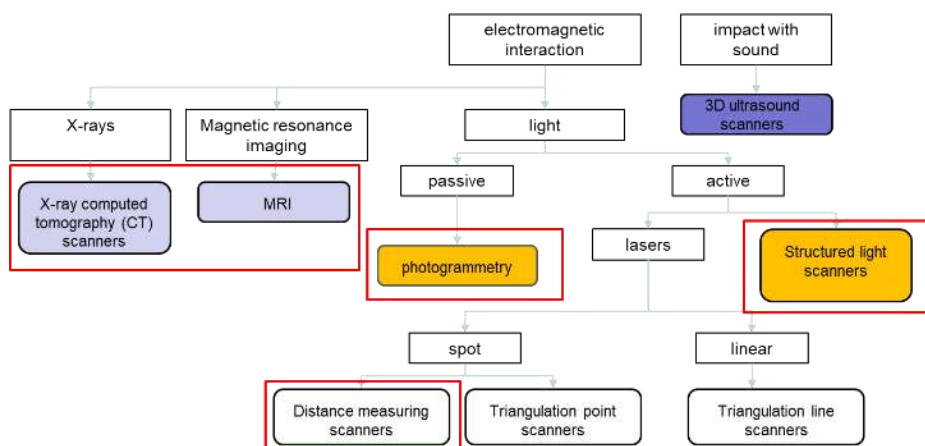 electromagnetic
interaction
impact with
sound
3D ultrasound
scanners
X-rays
Magnetic resonance
imaging
light
passive
active
X-ray computed
tomography (CT)
scanners
MRI
lasers
Structured light
scanners
photogrammetry
spot
linear
Distance measuring
scanners
Triangulation point
scanners
Triangulation line
scanners